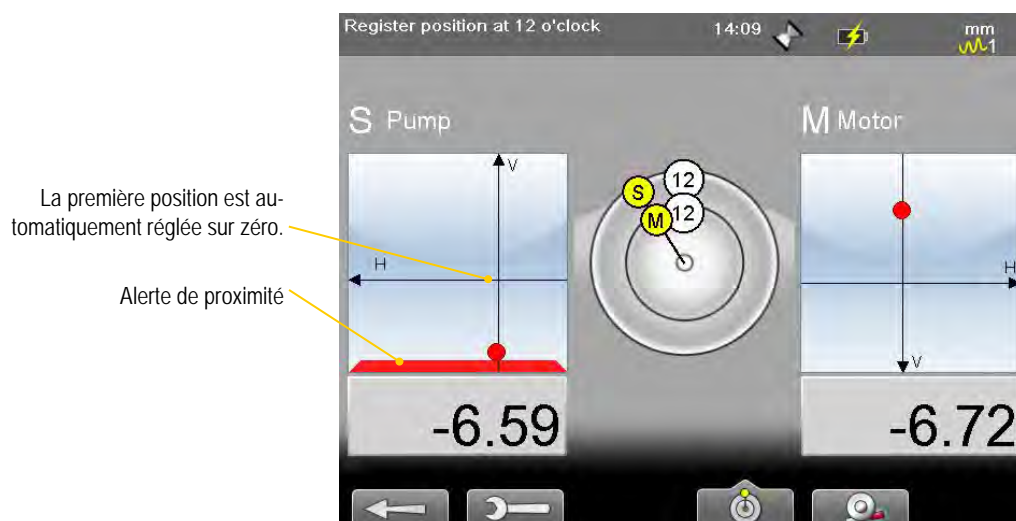 Register position at 12 o'clock
14:09
mm
1
S Pump
M Motor
V
S
12
M
12
La première position est au-
tomatiquement réglée sur zéro.
H
H
Alerte de proximité
V
-6.59
-6.72